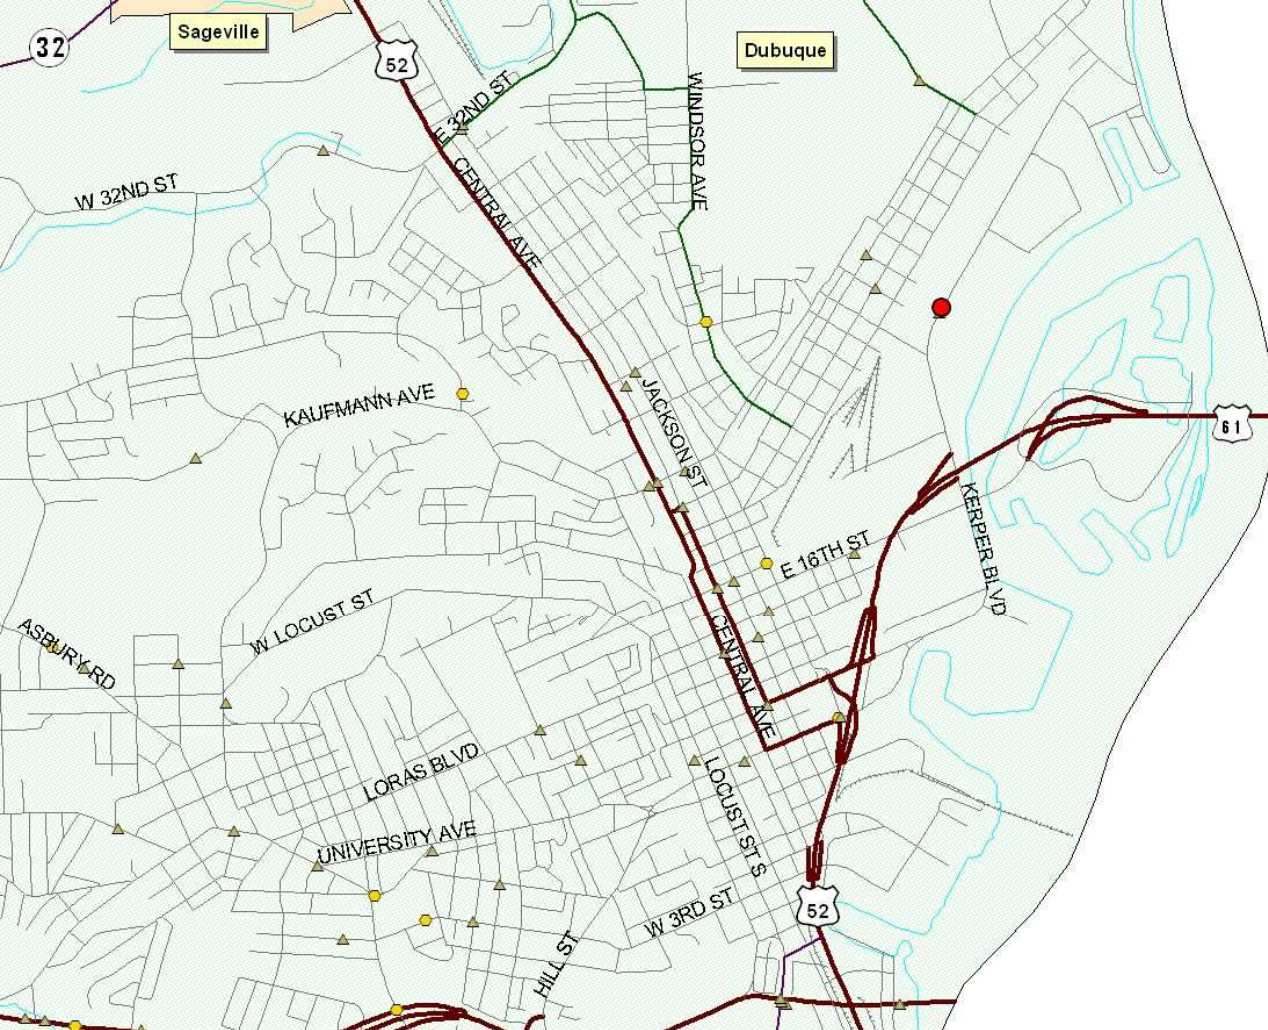 32
Sageville
52
Dubuque
E 32ND ST
WINDSOR AVE
W 32ND ST
CENTRAL AVE
KAUFMANN AVE
JACKSON ST
61
KERPER BLVD
E 16TH ST
W LOCUST ST
ASBURY RD
CENTRAL AVE
LORAS BLVD
LOCUST ST S
UNIVERSITY AVE
W 3RD ST
52
HILL ST